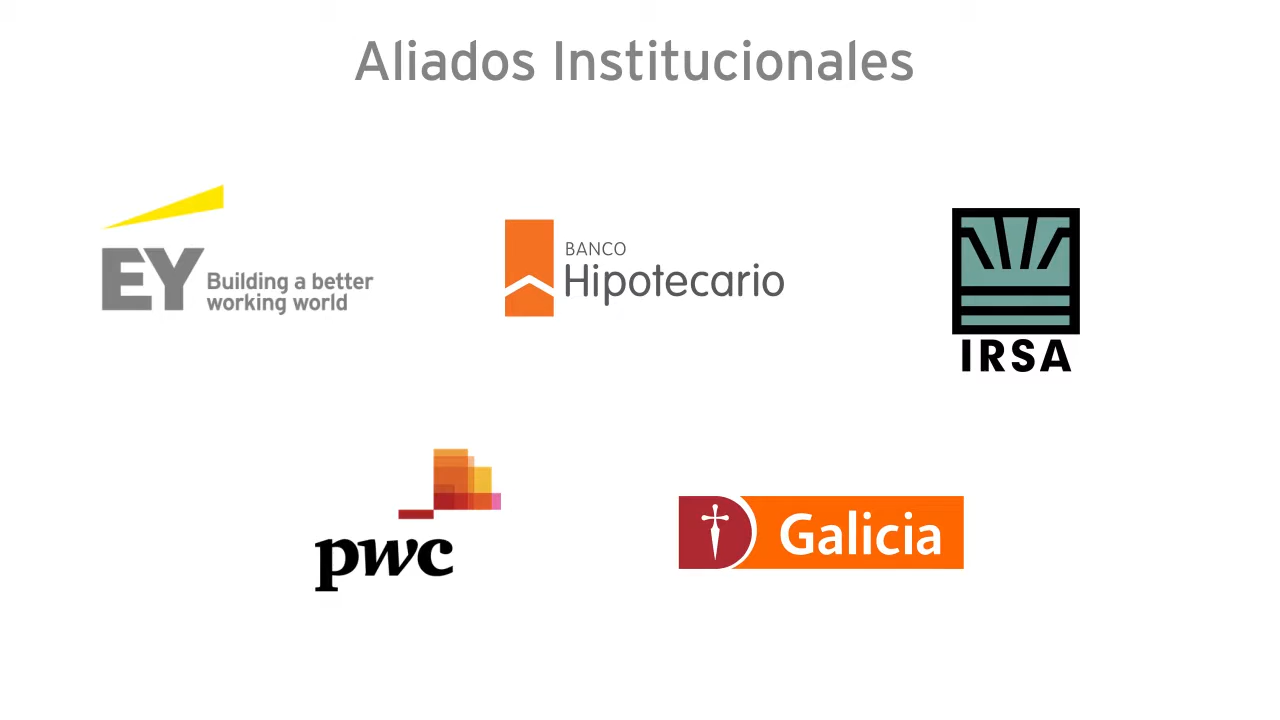 Aliados Institucionales
EY
Building a better
working world
BANCO
Hipotecario
IRSA
pwc
Galicia